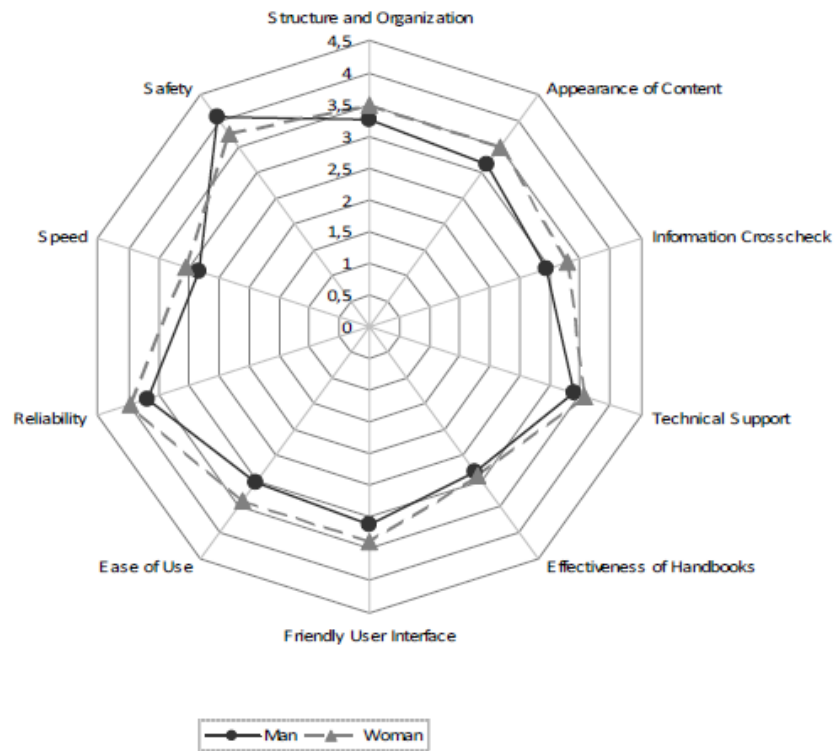 Structure and Organization
4,5
4
3,5
3
2,5
2
1,5
1
0,5
0
Safety
Appearance of Content
Speed
Information Crosscheck
Reliability
Technical Support
Ease of Use
Effectiveness of Handbooks
Friendly User Interface
Man Woman